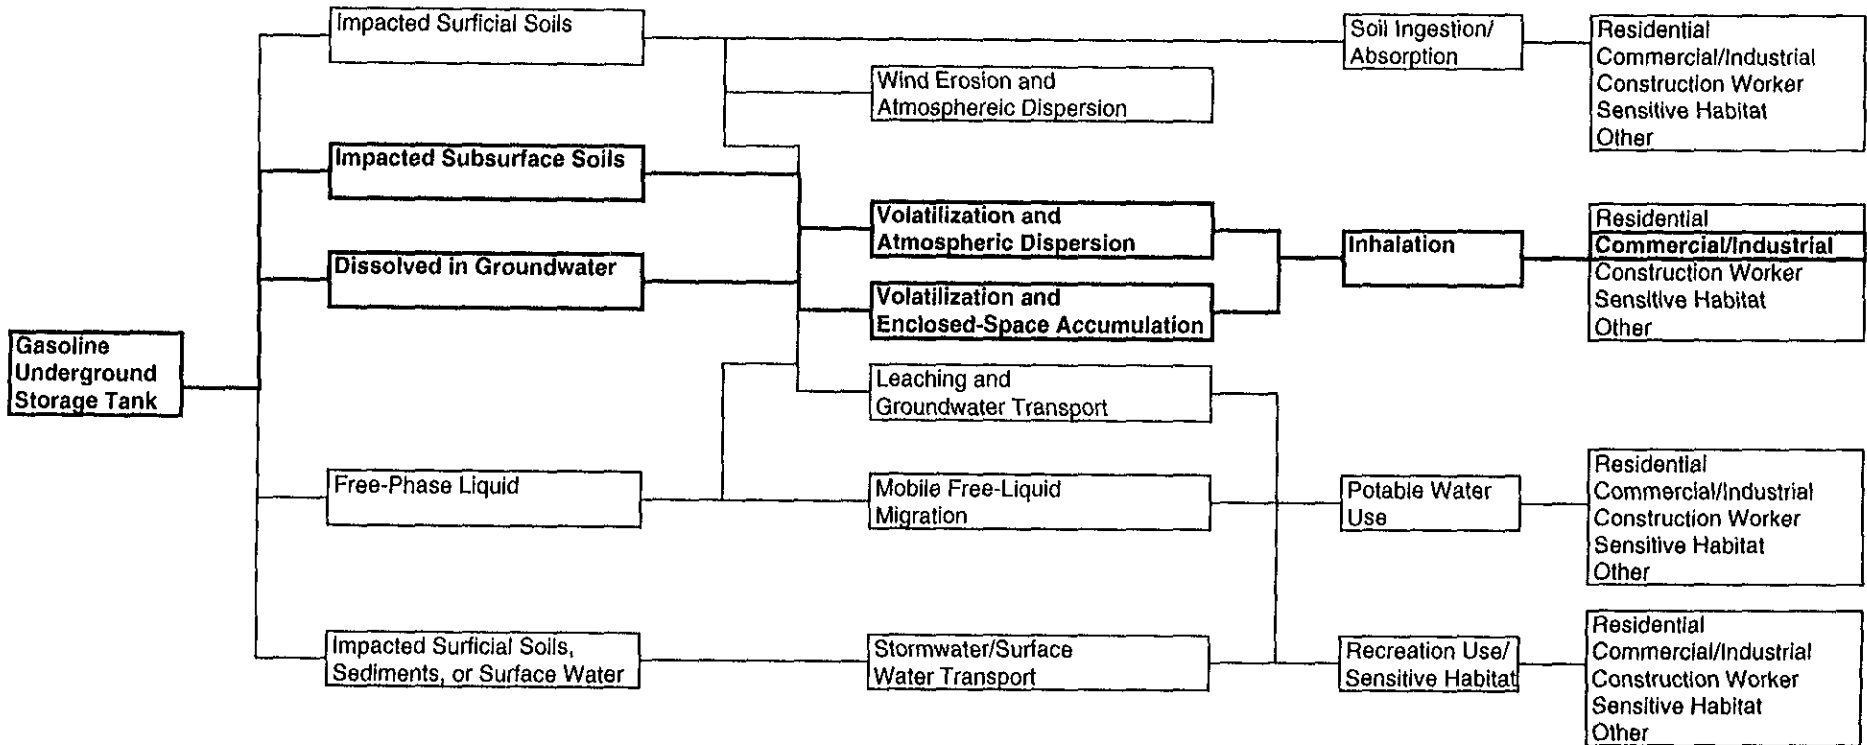 Gasoline
Underground
Storage Tank
Impacted Surficial Soils
Impacted Subsurface Soils
Dissolved in Groundwater
Free-Phase Liquid
Impacted Surficial Soils,
Sediments, or Surface Water
Wind Erosion and
Atmosphereic Dispersion
Volatilization and
Atmospheric Dispersion
Volatilization and
Enclosed-Space Accumulation
Leaching and
Groundwater Transport
Mobile Free-Liquid
Migration
Stormwater/Surface
Water Transport
Soil Ingestion/
Absorption
Inhalation
Potable Water
Use
Recreation Use/
Sensitive Habitat
Residential
Commercial/Industrial
Construction Worker
Sensitive Habitat
Other
Residential
Commercial/Industrial
Construction Worker
Sensitive Habitat
Other
Residential
Commercial/Industrial
Construction Worker
Sensitive Habitat
Other
Residential
Commercial/Industrial
Construction Worker
Sensitive Habitat
Other